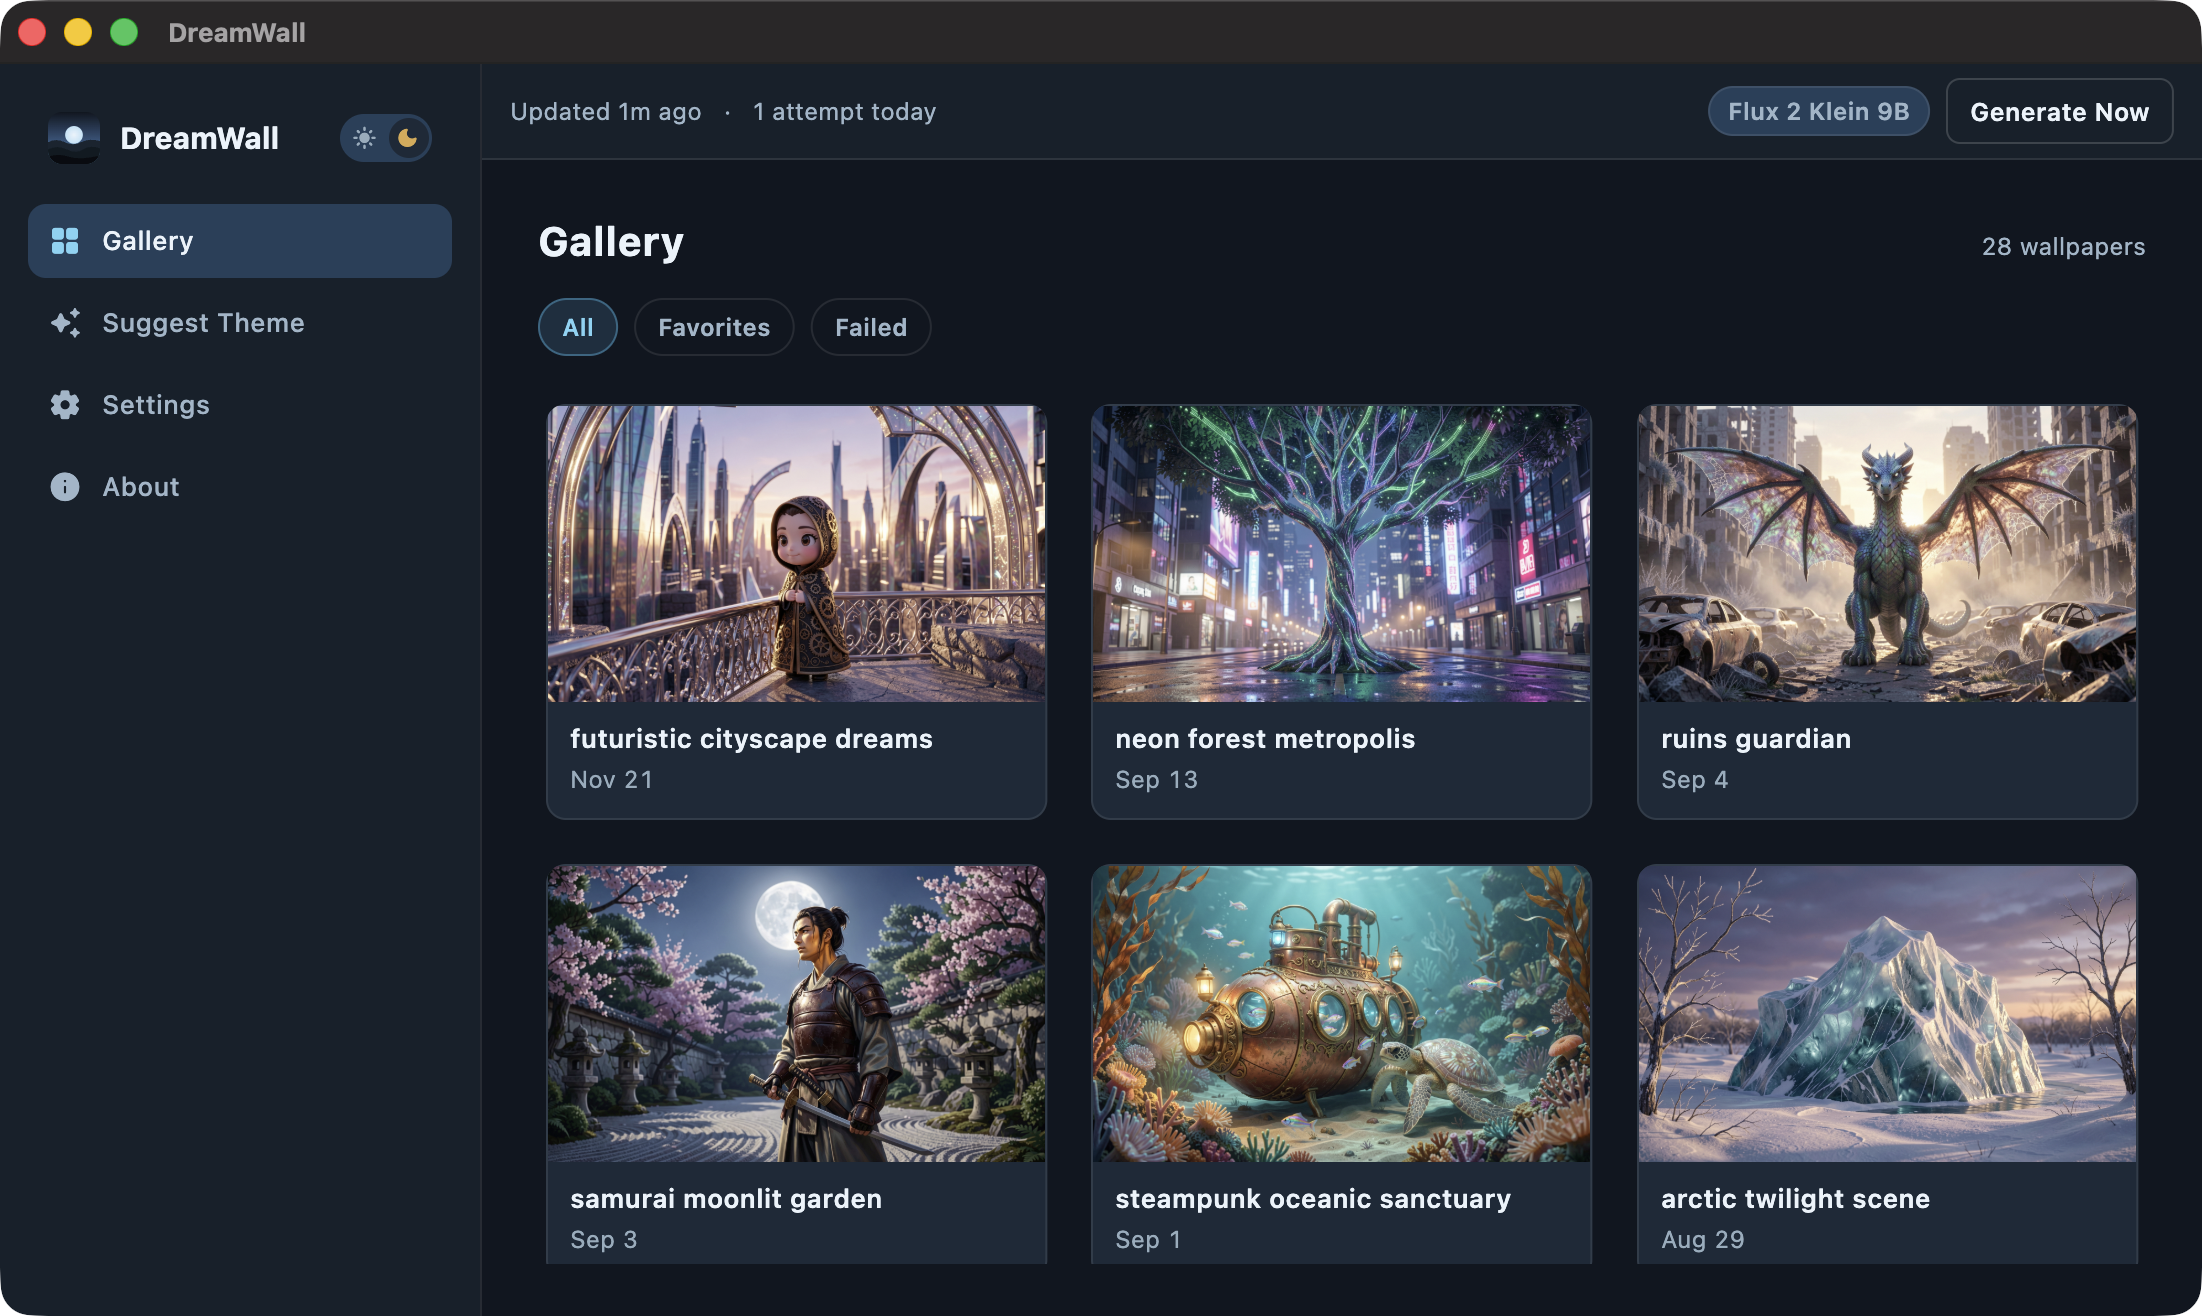 DreamWall
DreamWall
Gallery
Suggest Theme
Settings
About
Updated 1m ago · 1 attempt today
Flux 2 Klein 9B
Generate Now
Gallery
28 wallpapers
All
Favorites
Failed
futuristic cityscape dreams
Nov 21
neon forest metropolis
Sep 13
ruins guardian
Sep 4
samurai moonlit garden
Sep 3
steampunk oceanic sanctuary
Sep 1
arctic twilight scene
Aug 29